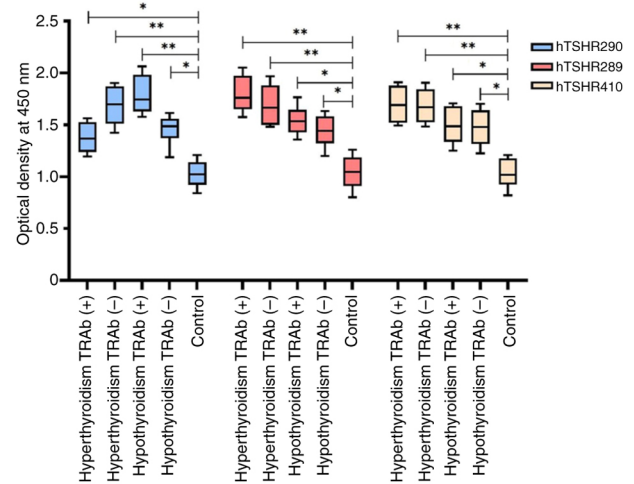 *
**
**
*
**
**
*
*
**
**
*
*
2.5
2.0
1.5
1.0
0.5
0
Optical density at 450 nm
hTSHR290
hTSHR289
hTSHR410
Hyperthyroidism TRAb (+)
Hyperthyroidism TRAb (−)
Hypothyroidism TRAb (+)
Hypothyroidism TRAb (−)
Control
Hyperthyroidism TRAb (+)
Hyperthyroidism TRAb (−)
Hypothyroidism TRAb (+)
Hypothyroidism TRAb (−)
Control
Hyperthyroidism TRAb (+)
Hyperthyroidism TRAb (−)
Hypothyroidism TRAb (+)
Hypothyroidism TRAb (−)
Control